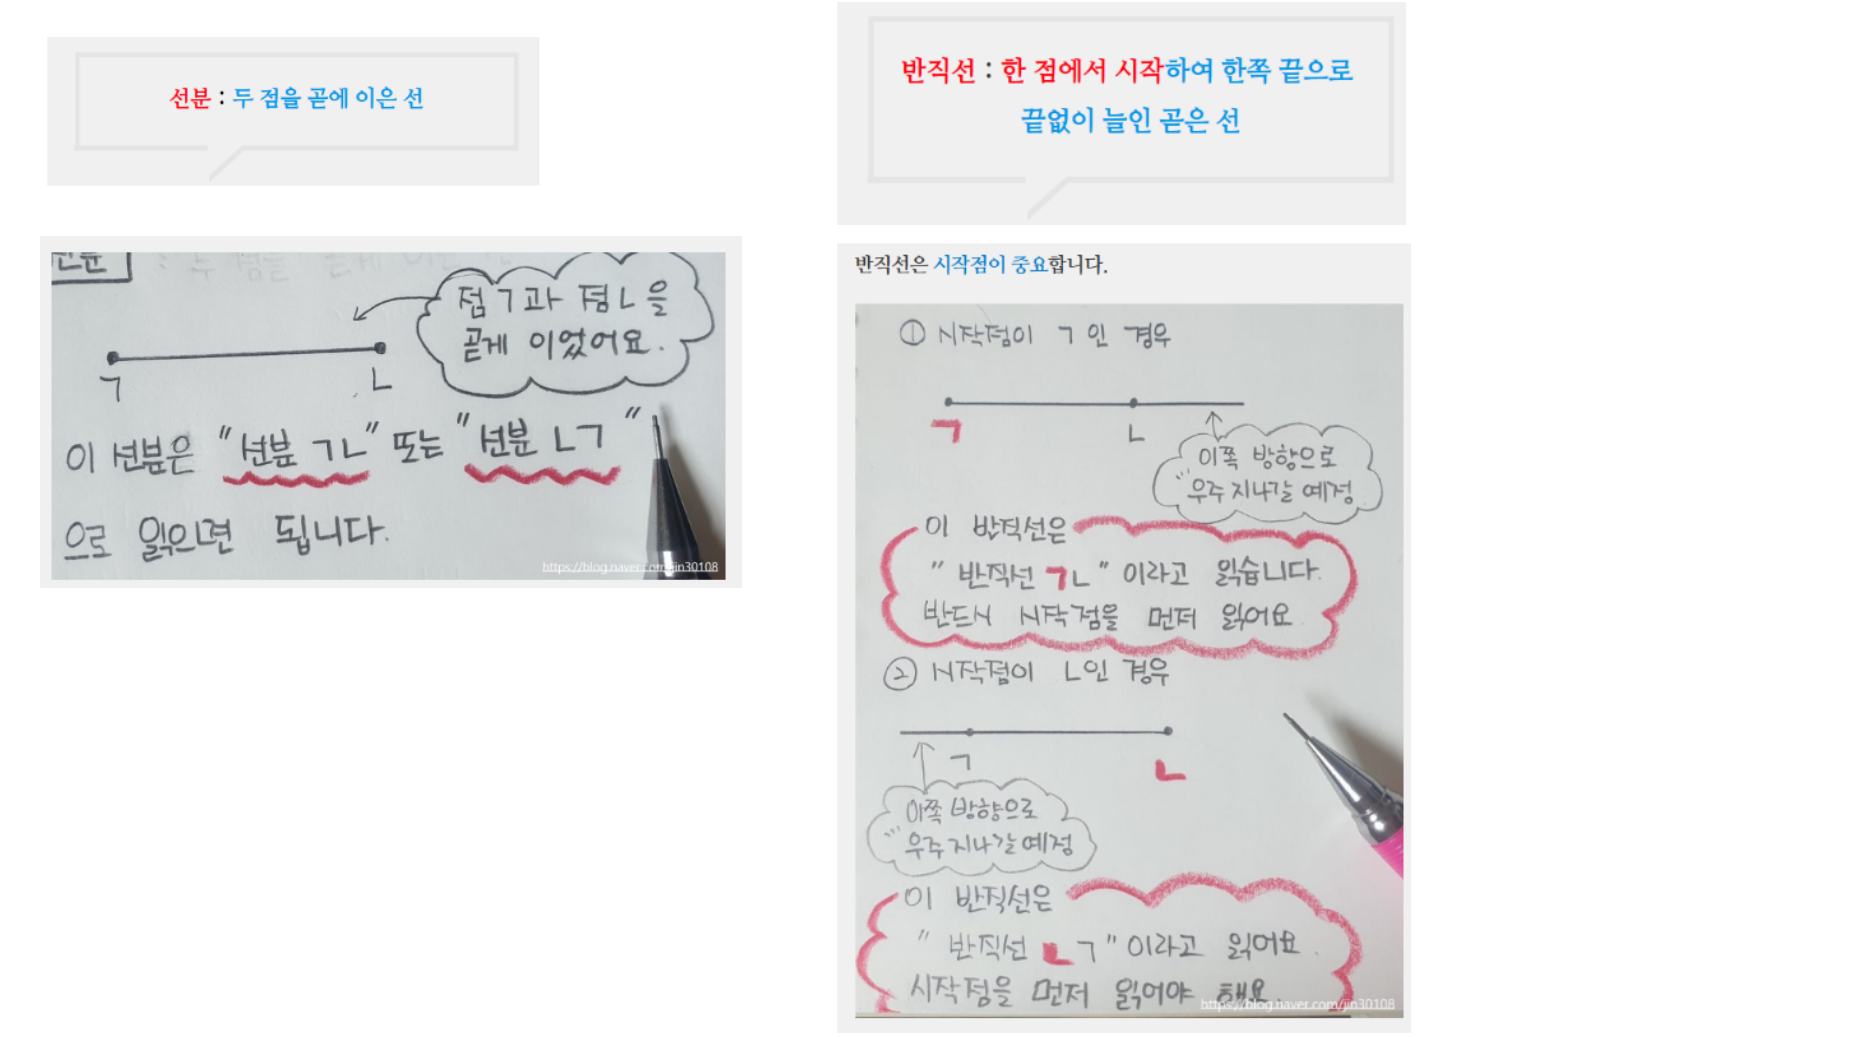 선분 : 두 점을 곧에 이은 선
선분
점ㄱ과 점ㄴ을
곧게 이었어요.
ㄱ
ㄴ
이 선분은 "선분 ㄱㄴ" 또는 "선분 ㄴㄱ"
으로 읽으면 됩니다.
https://blog.naver.com/jin30108
반직선 : 한 점에서 시작하여 한쪽 끝으로
끝없이 늘인 곧은 선
반직선은 시작점이 중요합니다.
① 시작점이 ㄱ인 경우
ㄱ
ㄴ
이쪽 방향으로
우주 지나갈 예정
이 반직선은
"반직선 ㄱㄴ"이라고 읽습니다.
반드시 시작점을 먼저 읽어요
② 시작점이 ㄴ인 경우
ㄱ
ㄴ
이쪽 방향으로
우주 지나갈 예정
이 반직선은
"반직선 ㄴㄱ"이라고 읽어요.
시작점을 먼저 읽어야 해요.
https://blog.naver.com/jin30108